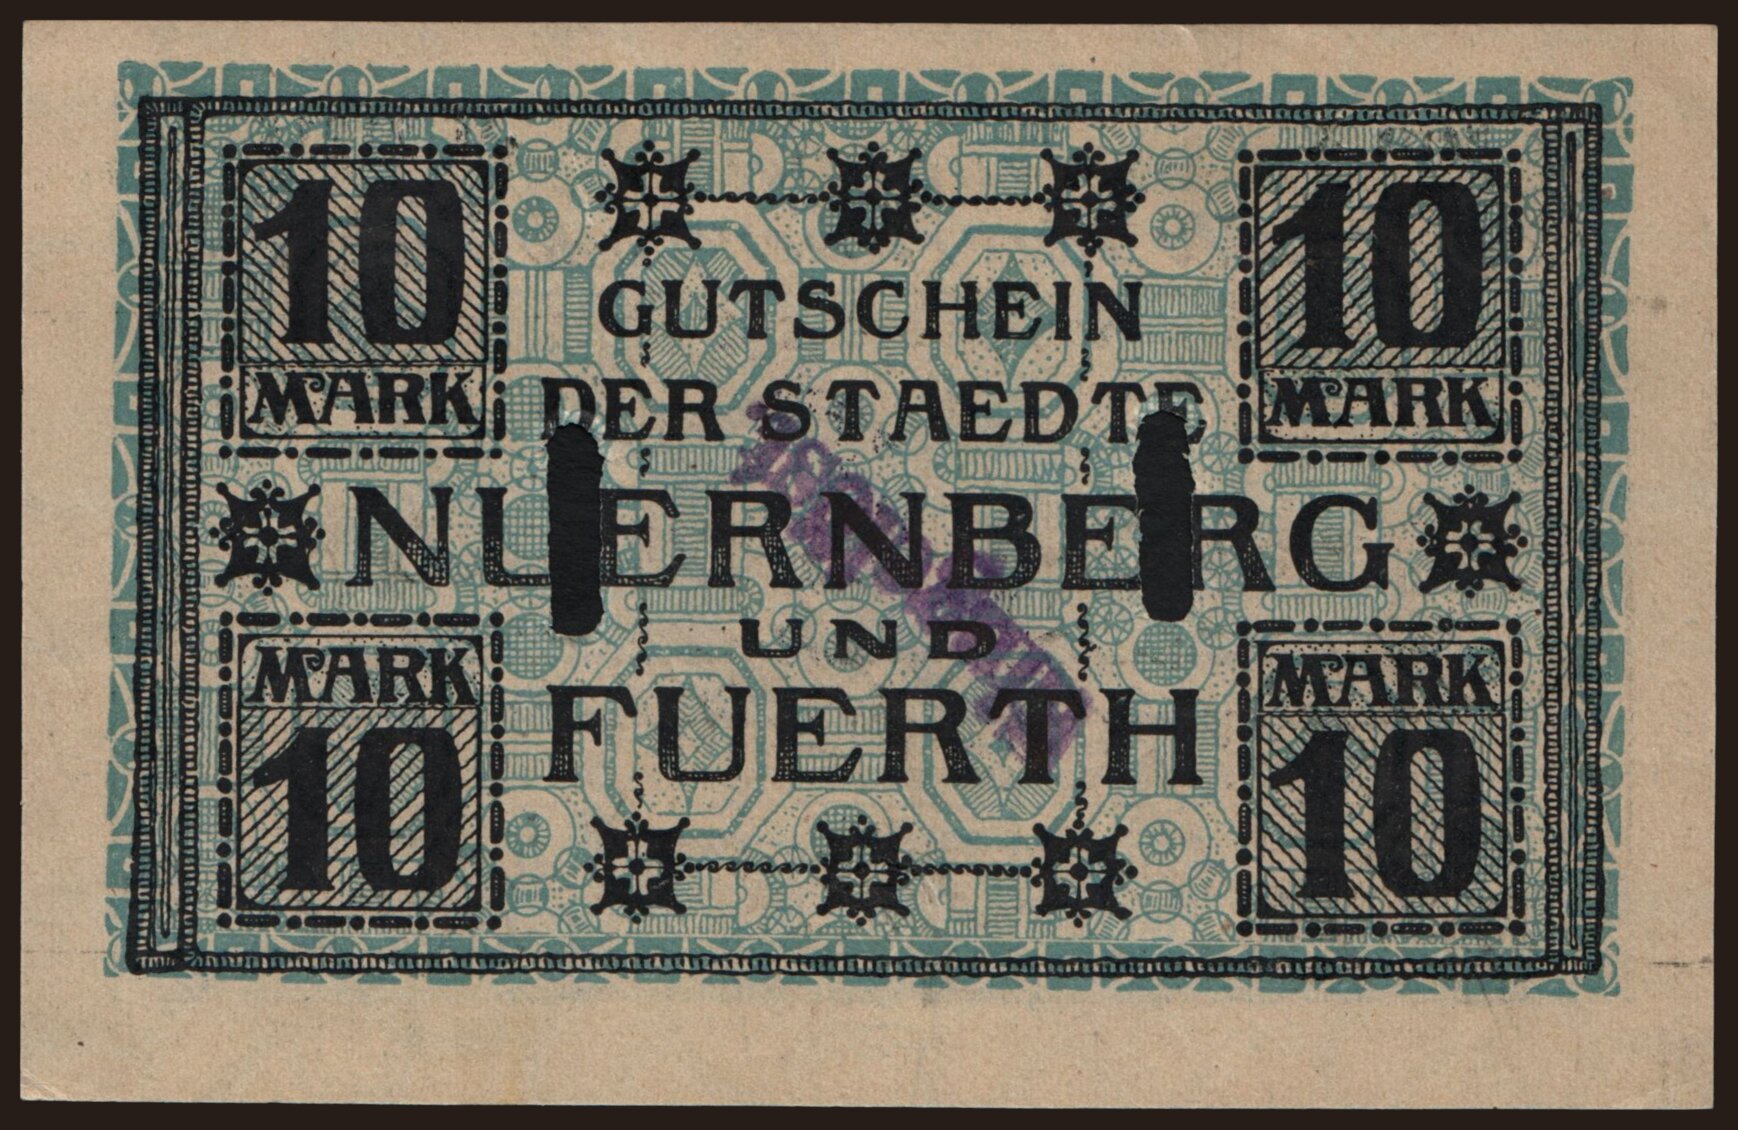 10
MARK
10
MARK
GUTSCHEIN
DER STAEDTE
NUERNBERG
UND
FUERTH
MARK
10
MARK
10